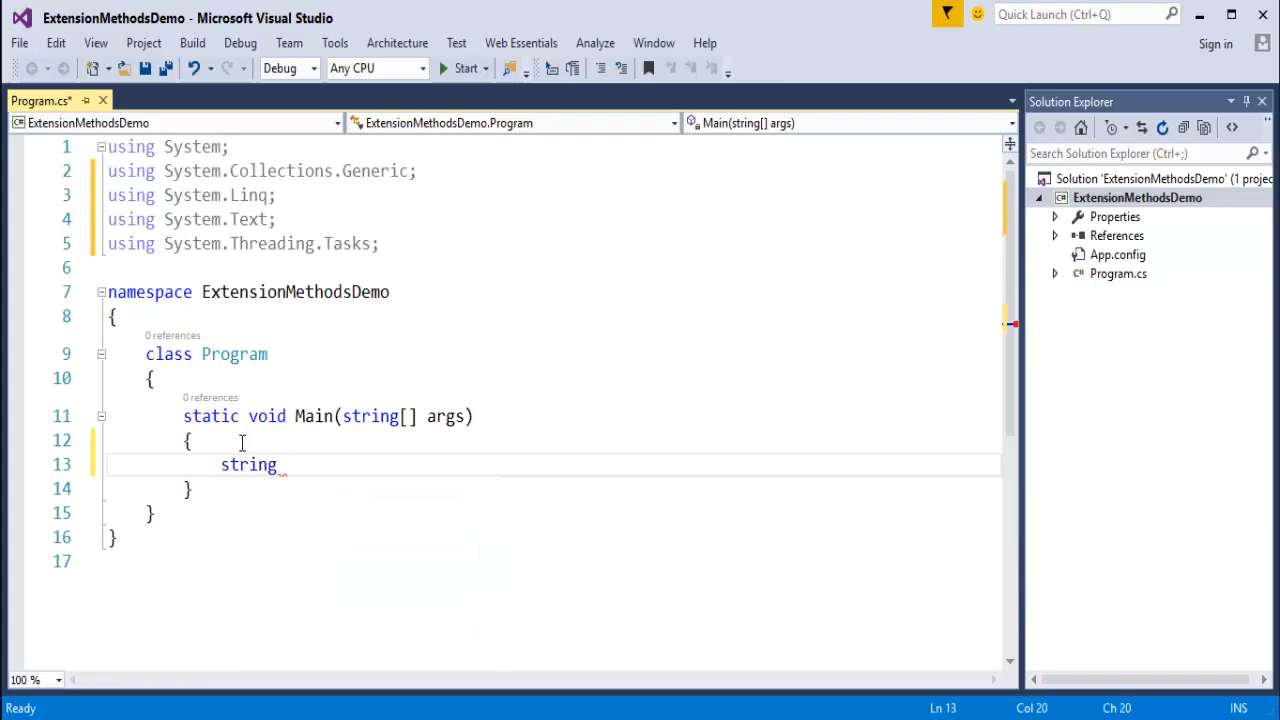 ExtensionMethodsDemo - Microsoft Visual Studio
Quick Launch (Ctrl+Q)
File Edit View Project Build Debug Team Tools Architecture Test Web Essentials Analyze Window Help
Sign in
Debug Any CPU Start
Program.cs*
Solution Explorer
ExtensionMethodsDemo ExtensionMethodsDemo.Program Main(string[] args)
Search Solution Explorer (Ctrl+;)
Solution 'ExtensionMethodsDemo' (1 projec
ExtensionMethodsDemo
Properties
References
App.config
Program.cs
1 using System;
2 using System.Collections.Generic;
3 using System.Linq;
4 using System.Text;
5 using System.Threading.Tasks;
6
7 namespace ExtensionMethodsDemo
8 {
0 references
9 class Program
10 {
0 references
11 static void Main(string[] args)
12 {
13 string
14 }
15 }
16 }
17
100 %
Ready Ln 13 Col 20 Ch 20 INS